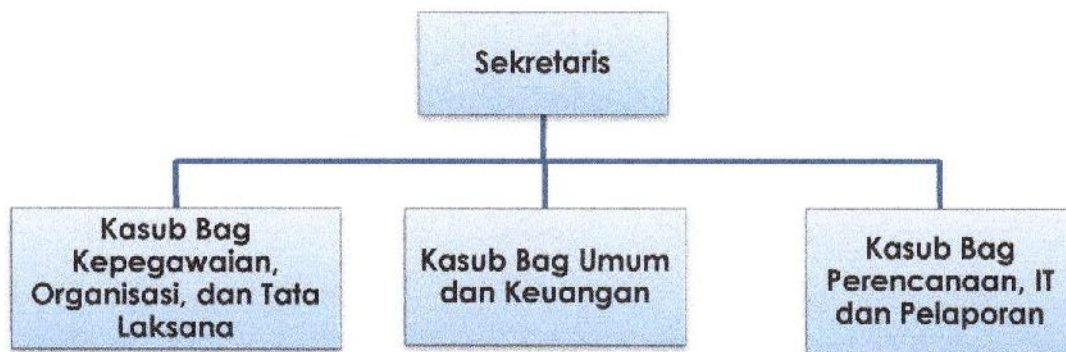 Sekretaris
Kasub Bag
Kepegawaian,
Organisasi, dan Tata
Laksana
Kasub Bag Umum
dan Keuangan
Kasub Bag
Perencanaan, IT
dan Pelaporan